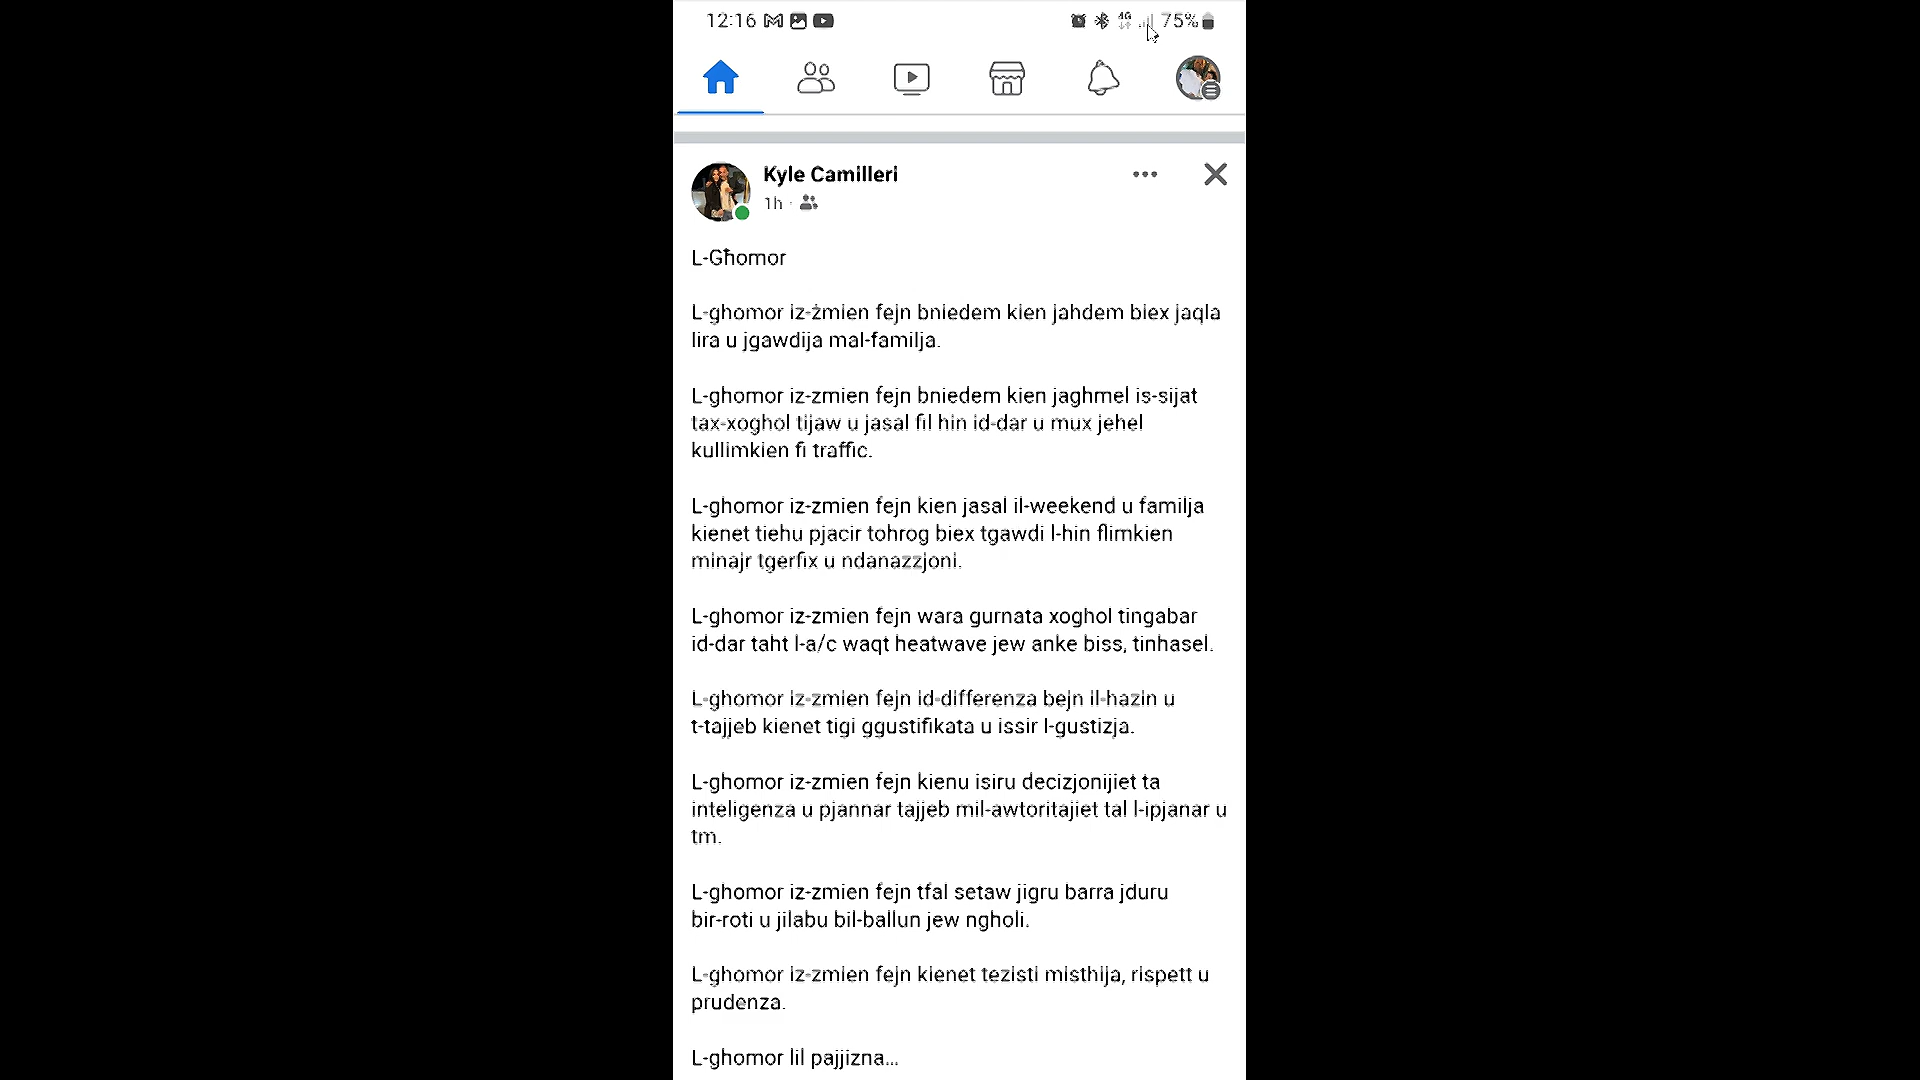 12:16
4G
75%
Kyle Camilleri
1h ·
L-Għomor
L-ghomor iz-żmien fejn bniedem kien jahdem biex jaqla
lira u jgawdija mal-familja.
L-ghomor iz-zmien fejn bniedem kien jaghmel is-sijat
tax-xoghol tijaw u jasal fil hin id-dar u mux jehel
kullimkien fi traffic.
L-ghomor iz-zmien fejn kien jasal il-weekend u familja
kienet tiehu pjacir tohrog biex tgawdi l-hin flimkien
minajr tgerfix u ndanazzjoni.
L-ghomor iz-zmien fejn wara gurnata xoghol tingabar
id-dar taht l-a/c waqt heatwave jew anke biss, tinhasel.
L-ghomor iz-zmien fejn id-differenza bejn il-hazin u
t-tajjeb kienet tigi ggustifikata u issir l-gustizja.
L-ghomor iz-zmien fejn kienu isiru decizjonijiet ta
inteligenza u pjannar tajjeb mil-awtoritajiet tal l-ipjanar u
tm.
L-ghomor iz-zmien fejn tfal setaw jigru barra jduru
bir-roti u jilabu bil-ballun jew ngholi.
L-ghomor iz-zmien fejn kienet tezisti misthija, rispett u
prudenza.
L-ghomor lil pajjizna...